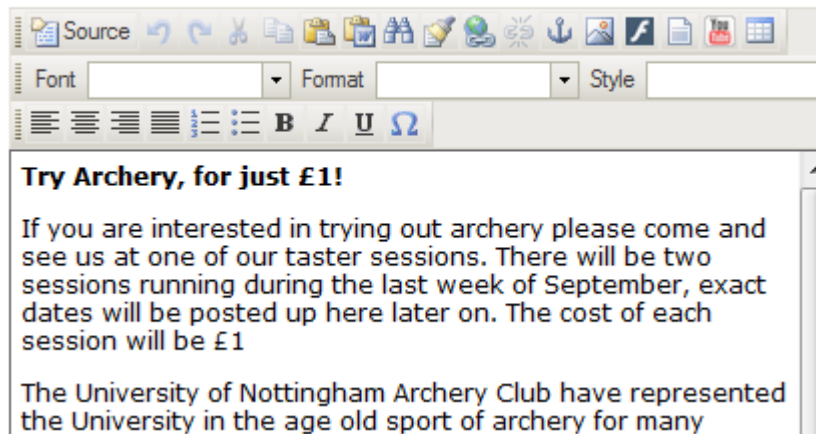 Source
Font Format Style
B I U Ω
Try Archery, for just £1!
If you are interested in trying out archery please come and
see us at one of our taster sessions. There will be two
sessions running during the last week of September, exact
dates will be posted up here later on. The cost of each
session will be £1
The University of Nottingham Archery Club have represented
the University in the age old sport of archery for many